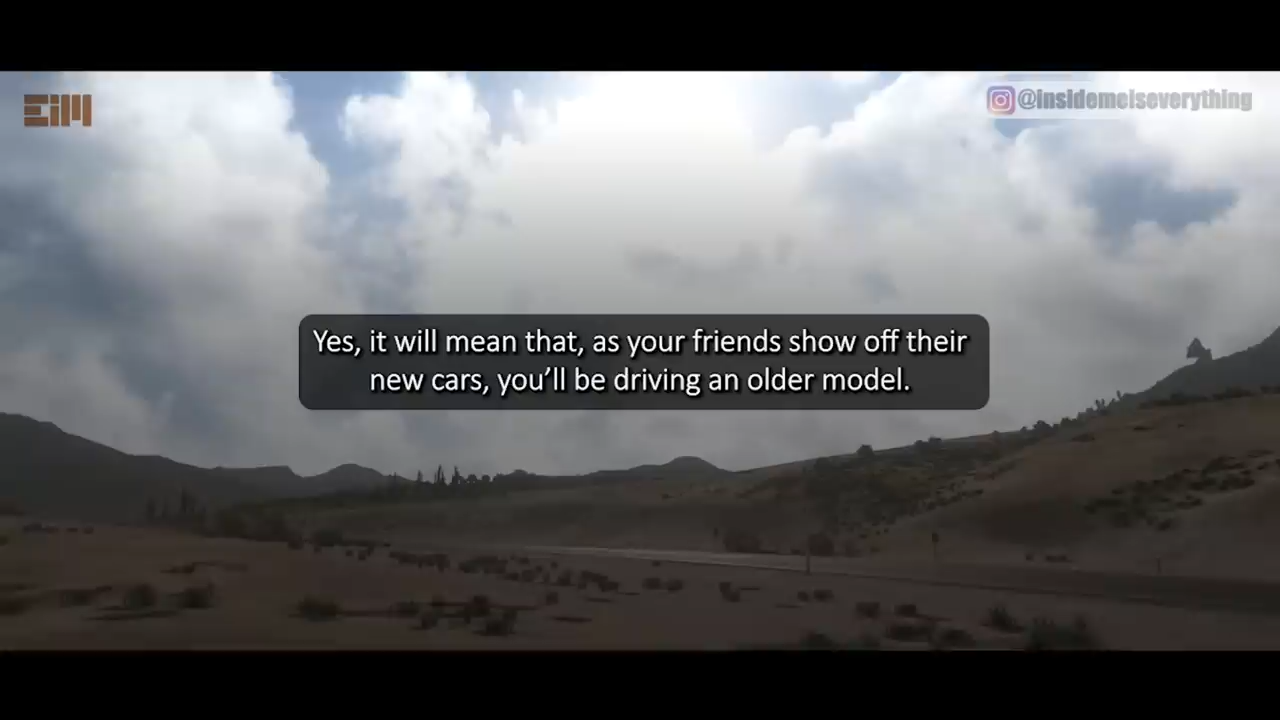 EiM
@insidemeiseverything
Yes, it will mean that, as your friends show off their
new cars, you’ll be driving an older model.